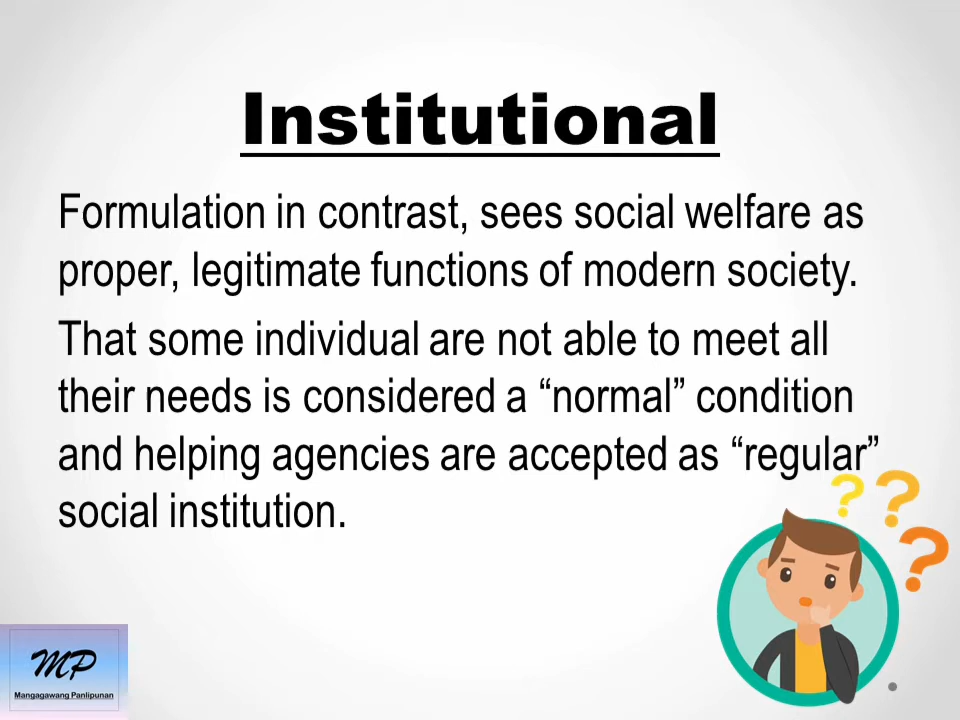 Institutional
Formulation in contrast, sees social welfare as
proper, legitimate functions of modern society.
That some individual are not able to meet all
their needs is considered a “normal” condition
and helping agencies are accepted as “regular”
social institution.
? ? ?
MP
Mangagawang Panlipunan